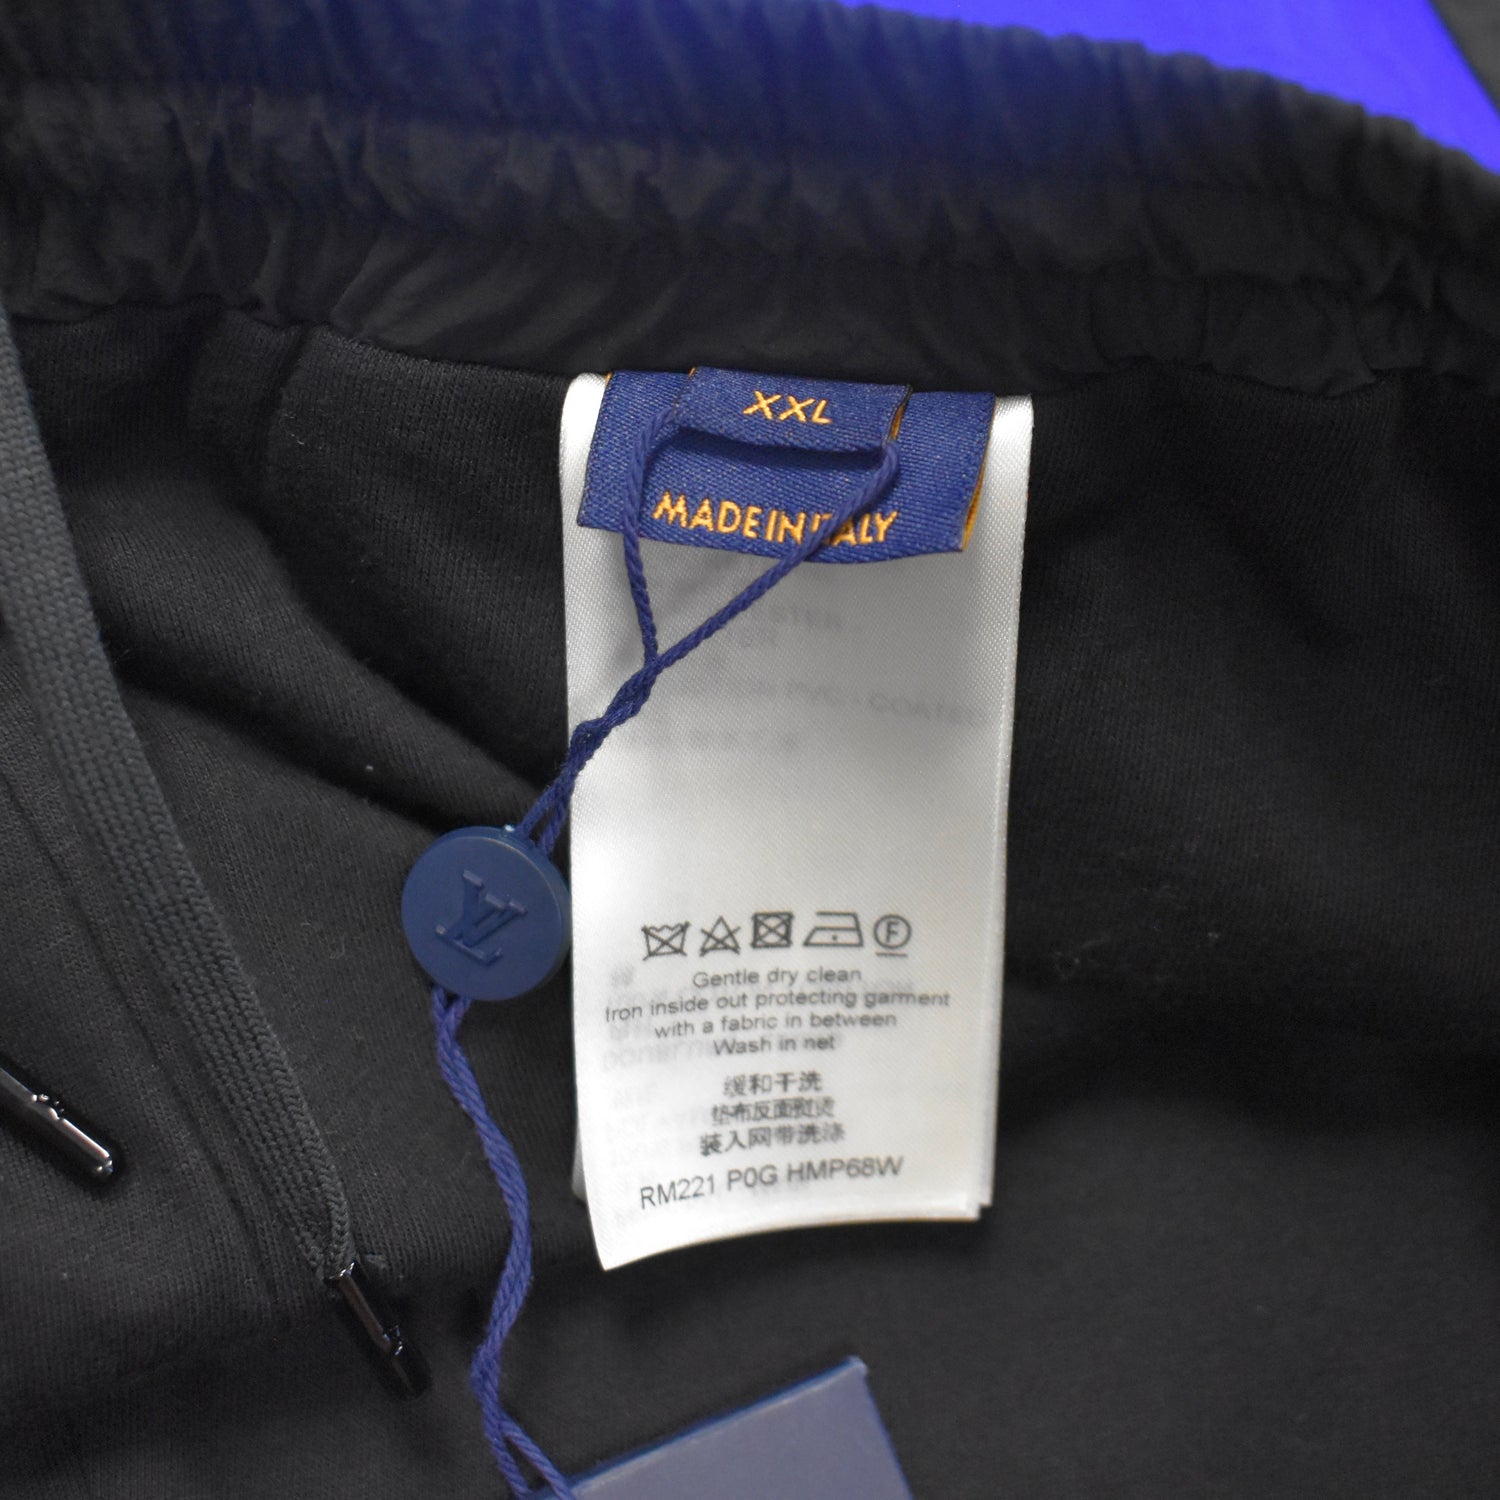 XXL
MADE IN ITALY
LV
F
Gentle dry clean
Iron inside out protecting garment
with a fabric in between
Wash in net
缓和干洗
垫布反面熨烫
装入网带洗涤
RM221 P0G HMP68W